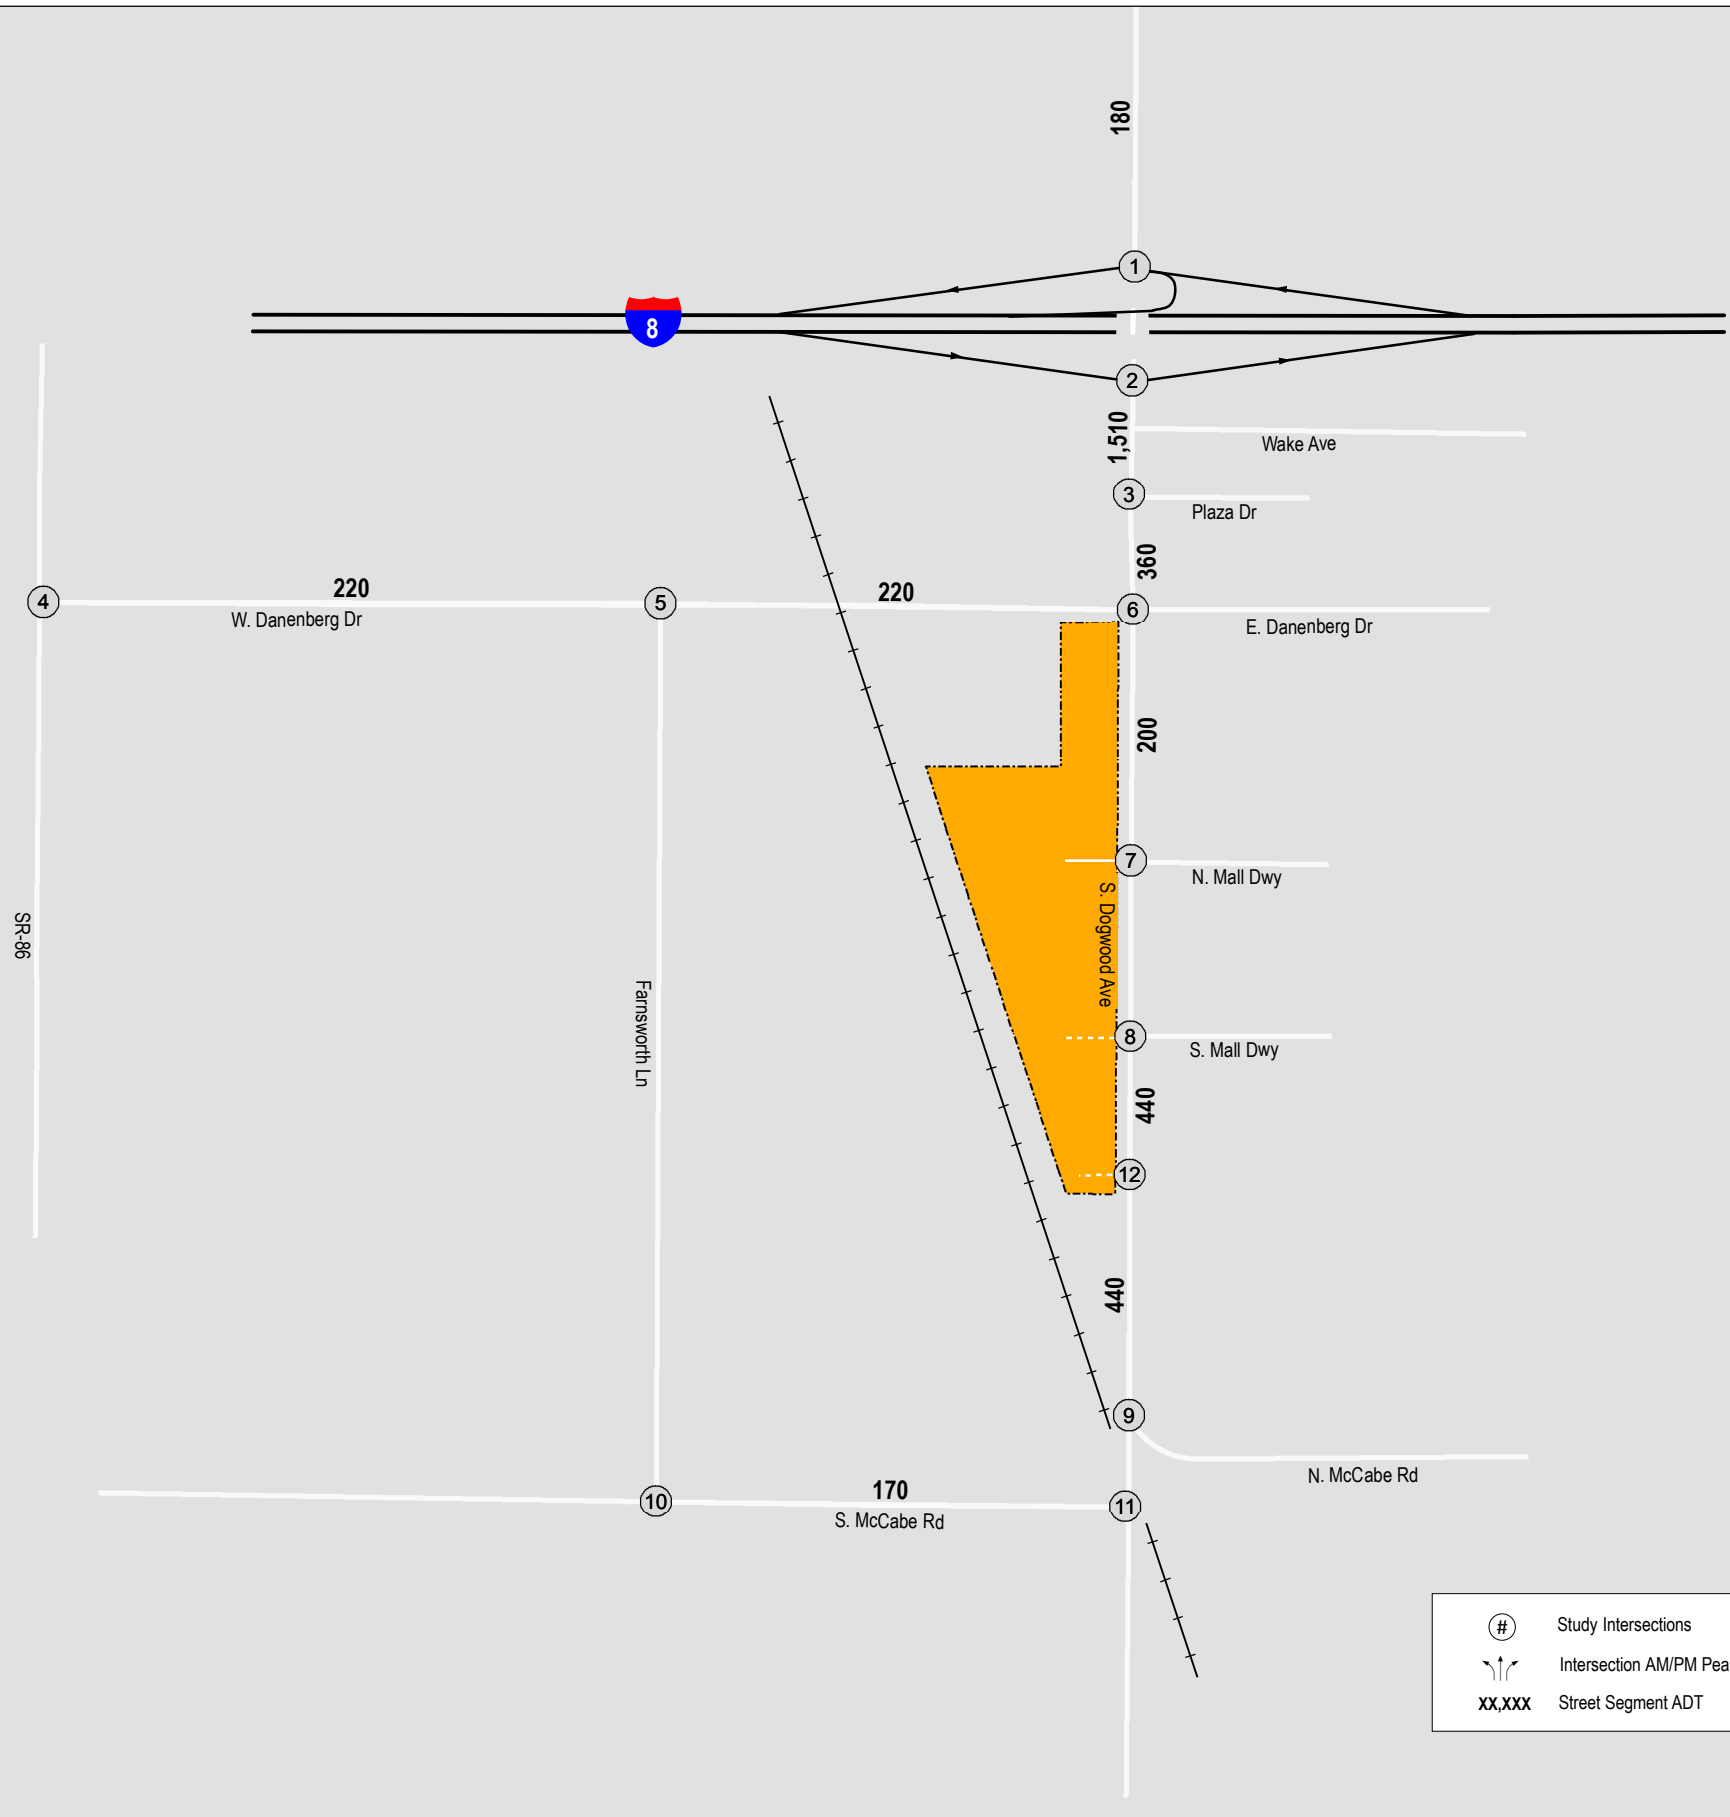 180
1
8
2
1,510
Wake Ave
3
Plaza Dr
360
220
220
4
5
6
W. Danenberg Dr
E. Danenberg Dr
200
7
N. Mall Dwy
S. Dogwood Ave
SR-86
Farnsworth Ln
8
S. Mall Dwy
440
12
440
9
N. McCabe Rd
170
10
11
S. McCabe Rd
# Study Intersections
Intersection AM/PM Pea
XX,XXX Street Segment ADT